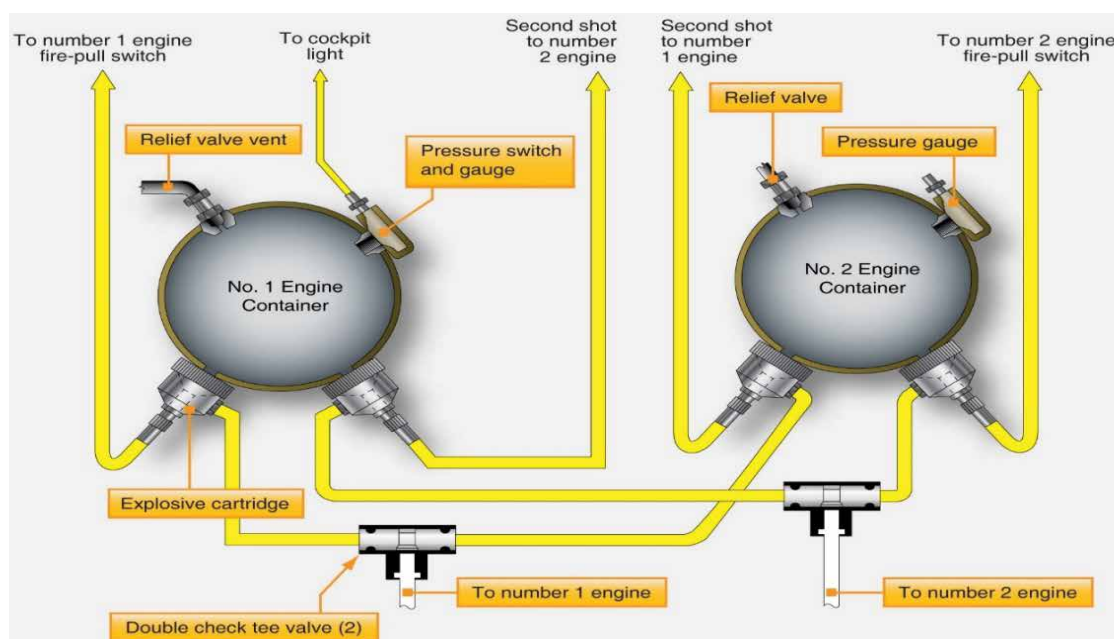 To number 1 engine
fire-pull switch
To cockpit
light
Second shot
to number
2 engine
Second shot
to number
1 engine
To number 2 engine
fire-pull switch
Relief valve vent
Pressure switch
and gauge
Relief valve
Pressure gauge
No. 1 Engine
Container
No. 2 Engine
Container
Explosive cartridge
To number 1 engine
To number 2 engine
Double check tee valve (2)